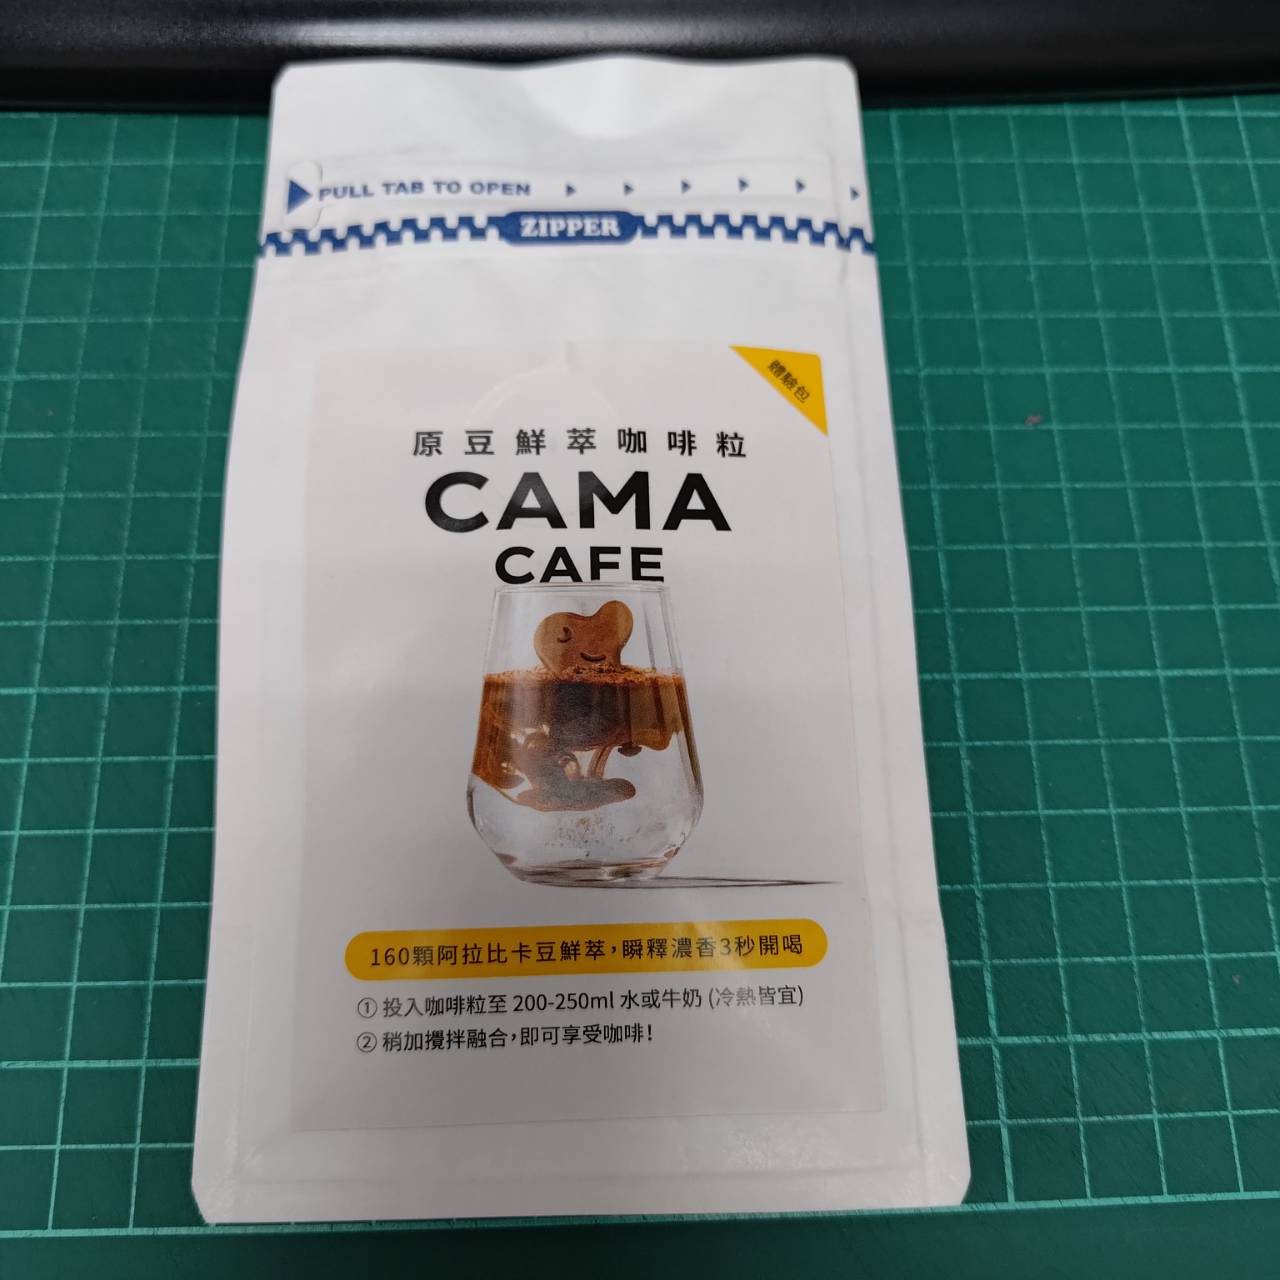 PULL TAB TO OPEN
ZIPPER
體驗包
原豆鮮萃咖啡粒
CAMA
CAFE
160顆阿拉比卡豆鮮萃,瞬釋濃香3秒開喝
① 投入咖啡粒至 200-250ml 水或牛奶 (冷熱皆宜)
② 稍加攪拌融合,即可享受咖啡!